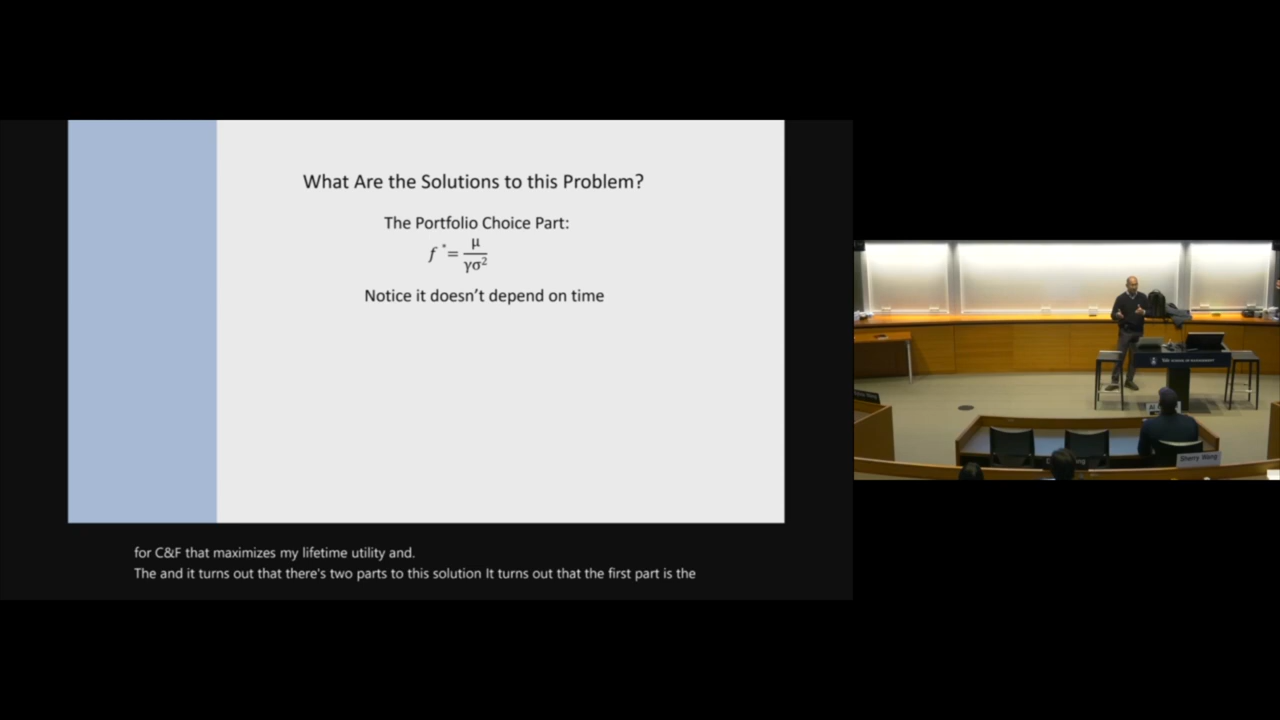 What Are the Solutions to this Problem?
The Portfolio Choice Part:
f* = μ / γσ²
Notice it doesn't depend on time
for C&F that maximizes my lifetime utility and.
The and it turns out that there's two parts to this solution It turns out that the first part is the
Sherry Wang